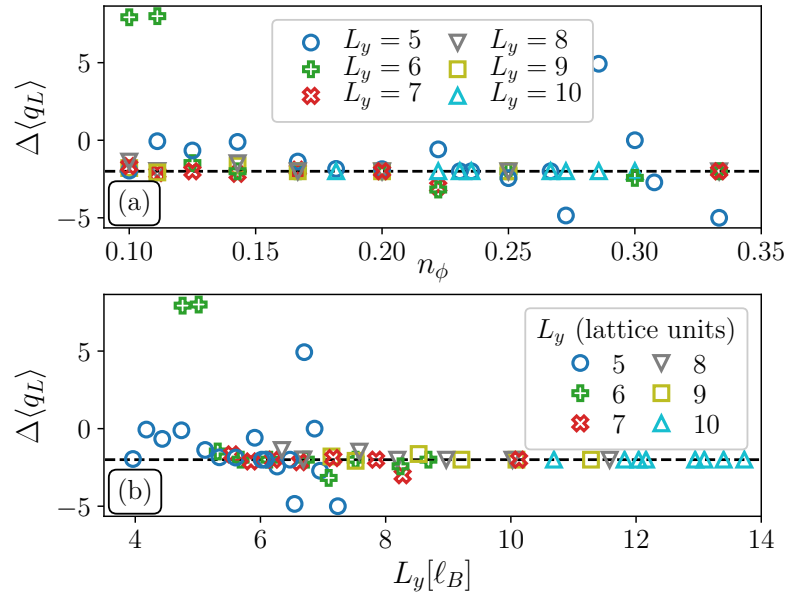 5
0
−5
Δ⟨q_L⟩
L_y = 5 L_y = 8
L_y = 6 L_y = 9
L_y = 7 L_y = 10
(a)
0.10 0.15 0.20 0.25 0.30 0.35
n_ϕ
5
0
−5
Δ⟨q_L⟩
L_y (lattice units)
5 8
6 9
7 10
(b)
4 6 8 10 12 14
L_y[ℓ_B]